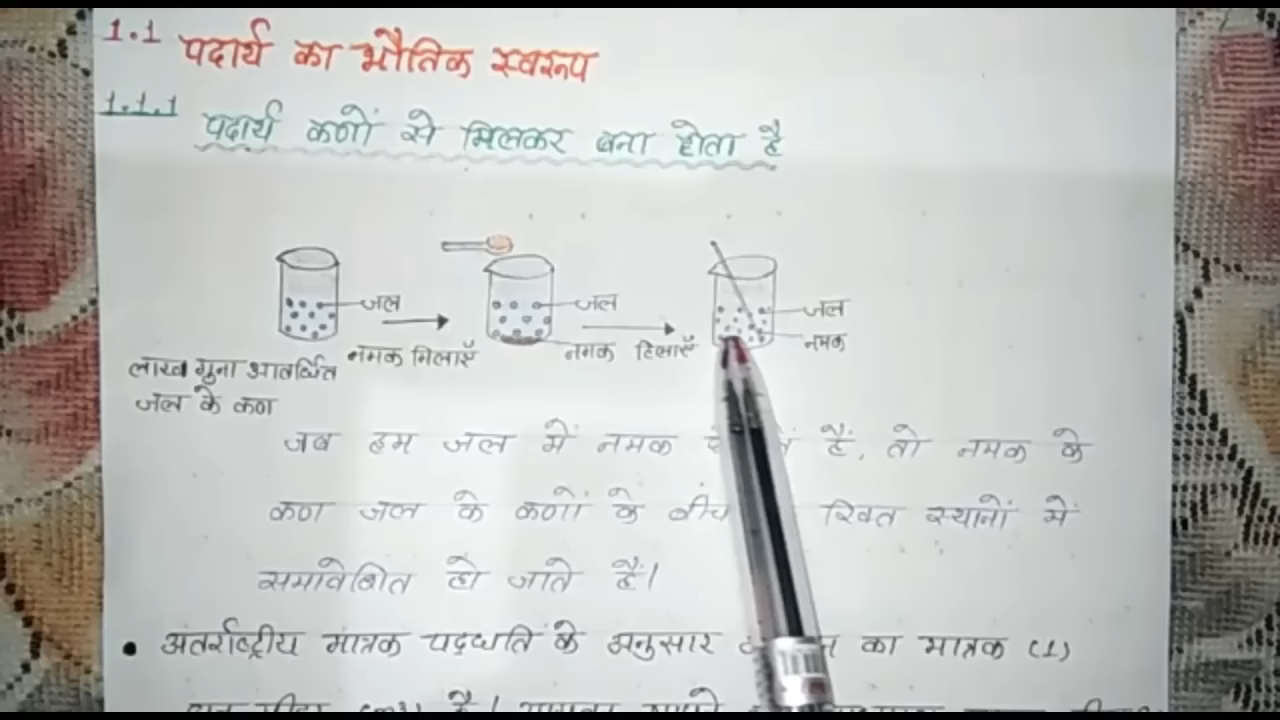 1.1 पदार्थ का भौतिक स्वरूप
1.1.1 पदार्थ कणों से मिलकर बना होता है
जल
जल
जल
नमक मिलाएँ
नमक
हिलाएँ
नमक
लाख गुना आवर्धित
जल के कण
जब हम जल में नमक हैं, तो नमक के
कण जल के कणों के बीच रिक्त स्थानों में
समावेशित हो जाते हैं।
• अंतर्राष्ट्रीय मात्रक पद्धति के अनुसार का मात्रक (1)